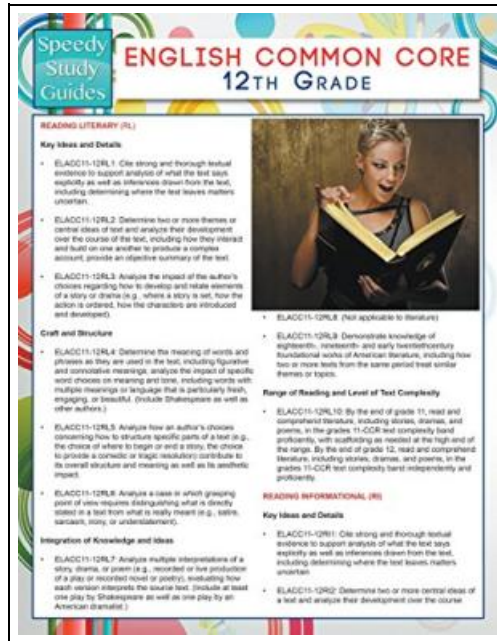 Speedy
Study
Guides
ENGLISH COMMON CORE
12TH GRADE
READING LITERARY (RL)
Key Ideas and Details
• ELACC11-12RL1: Cite strong and thorough textual
evidence to support analysis of what the text says
explicitly as well as inferences drawn from the text,
including determining where the text leaves matters
uncertain.
• ELACC11-12RL2: Determine two or more themes or
central ideas of text and analyze their development
over the course of the text, including how they interact
and build on one another to produce a complex
account; provide an objective summary of the text.
• ELACC11-12RL3: Analyze the impact of the author's
choices regarding how to develop and relate elements
of a story or drama (e.g., where a story is set, how the
action is ordered, how the characters are introduced
and developed).
Craft and Structure
• ELACC11-12RL4: Determine the meaning of words and
phrases as they are used in the text, including figurative
and connotative meanings; analyze the impact of specific
word choices on meaning and tone, including words with
multiple meanings or language that is particularly fresh,
engaging, or beautiful. (Include Shakespeare as well as
other authors.)
• ELACC11-12RL5: Analyze how an author's choices
concerning how to structure specific parts of a text (e.g.,
the choice of where to begin or end a story, the choice
to provide a comedic or tragic resolution) contribute to
its overall structure and meaning as well as its aesthetic
impact.
• ELACC11-12RL6: Analyze a case in which grasping
point of view requires distinguishing what is directly
stated in a text from what is really meant (e.g., satire,
sarcasm, irony, or understatement).
Integration of Knowledge and Ideas
• ELACC11-12RL7: Analyze multiple interpretations of a
story, drama, or poem (e.g., recorded or live production
of a play or recorded novel or poetry), evaluating how
each version interprets the source text. (Include at least
one play by Shakespeare as well as one play by an
American dramatist.)
• ELACC11-12RL8: (Not applicable to literature)
• ELACC11-12RL9: Demonstrate knowledge of
eighteenth-, nineteenth- and early twentiethcentury
foundational works of American literature, including how
two or more texts from the same period treat similar
themes or topics.
Range of Reading and Level of Text Complexity
• ELACC11-12RL10: By the end of grade 11, read and
comprehend literature, including stories, dramas, and
poems, in the grades 11-CCR text complexity band
proficiently, with scaffolding as needed at the high end of
the range. By the end of grade 12, read and comprehend
literature, including stories, dramas, and poems, in the
grades 11-CCR text complexity band independently and
proficiently.
READING INFORMATIONAL (RI)
Key Ideas and Details
• ELACC11-12RI1: Cite strong and thorough textual
evidence to support analysis of what the text says
explicitly as well as inferences drawn from the text,
including determining where the text leaves matters
uncertain
• ELACC11-12RI2: Determine two or more central ideas of
a text and analyze their development over the course